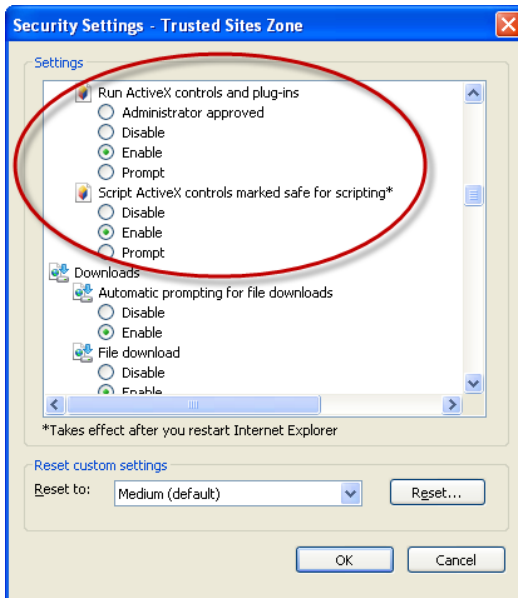 Security Settings - Trusted Sites Zone
Settings
Run ActiveX controls and plug-ins
Administrator approved
Disable
Enable
Prompt
Script ActiveX controls marked safe for scripting*
Disable
Enable
Prompt
Downloads
Automatic prompting for file downloads
Disable
Enable
File download
Disable
Enable
*Takes effect after you restart Internet Explorer
Reset custom settings
Reset to:
Medium (default)
Reset...
OK
Cancel